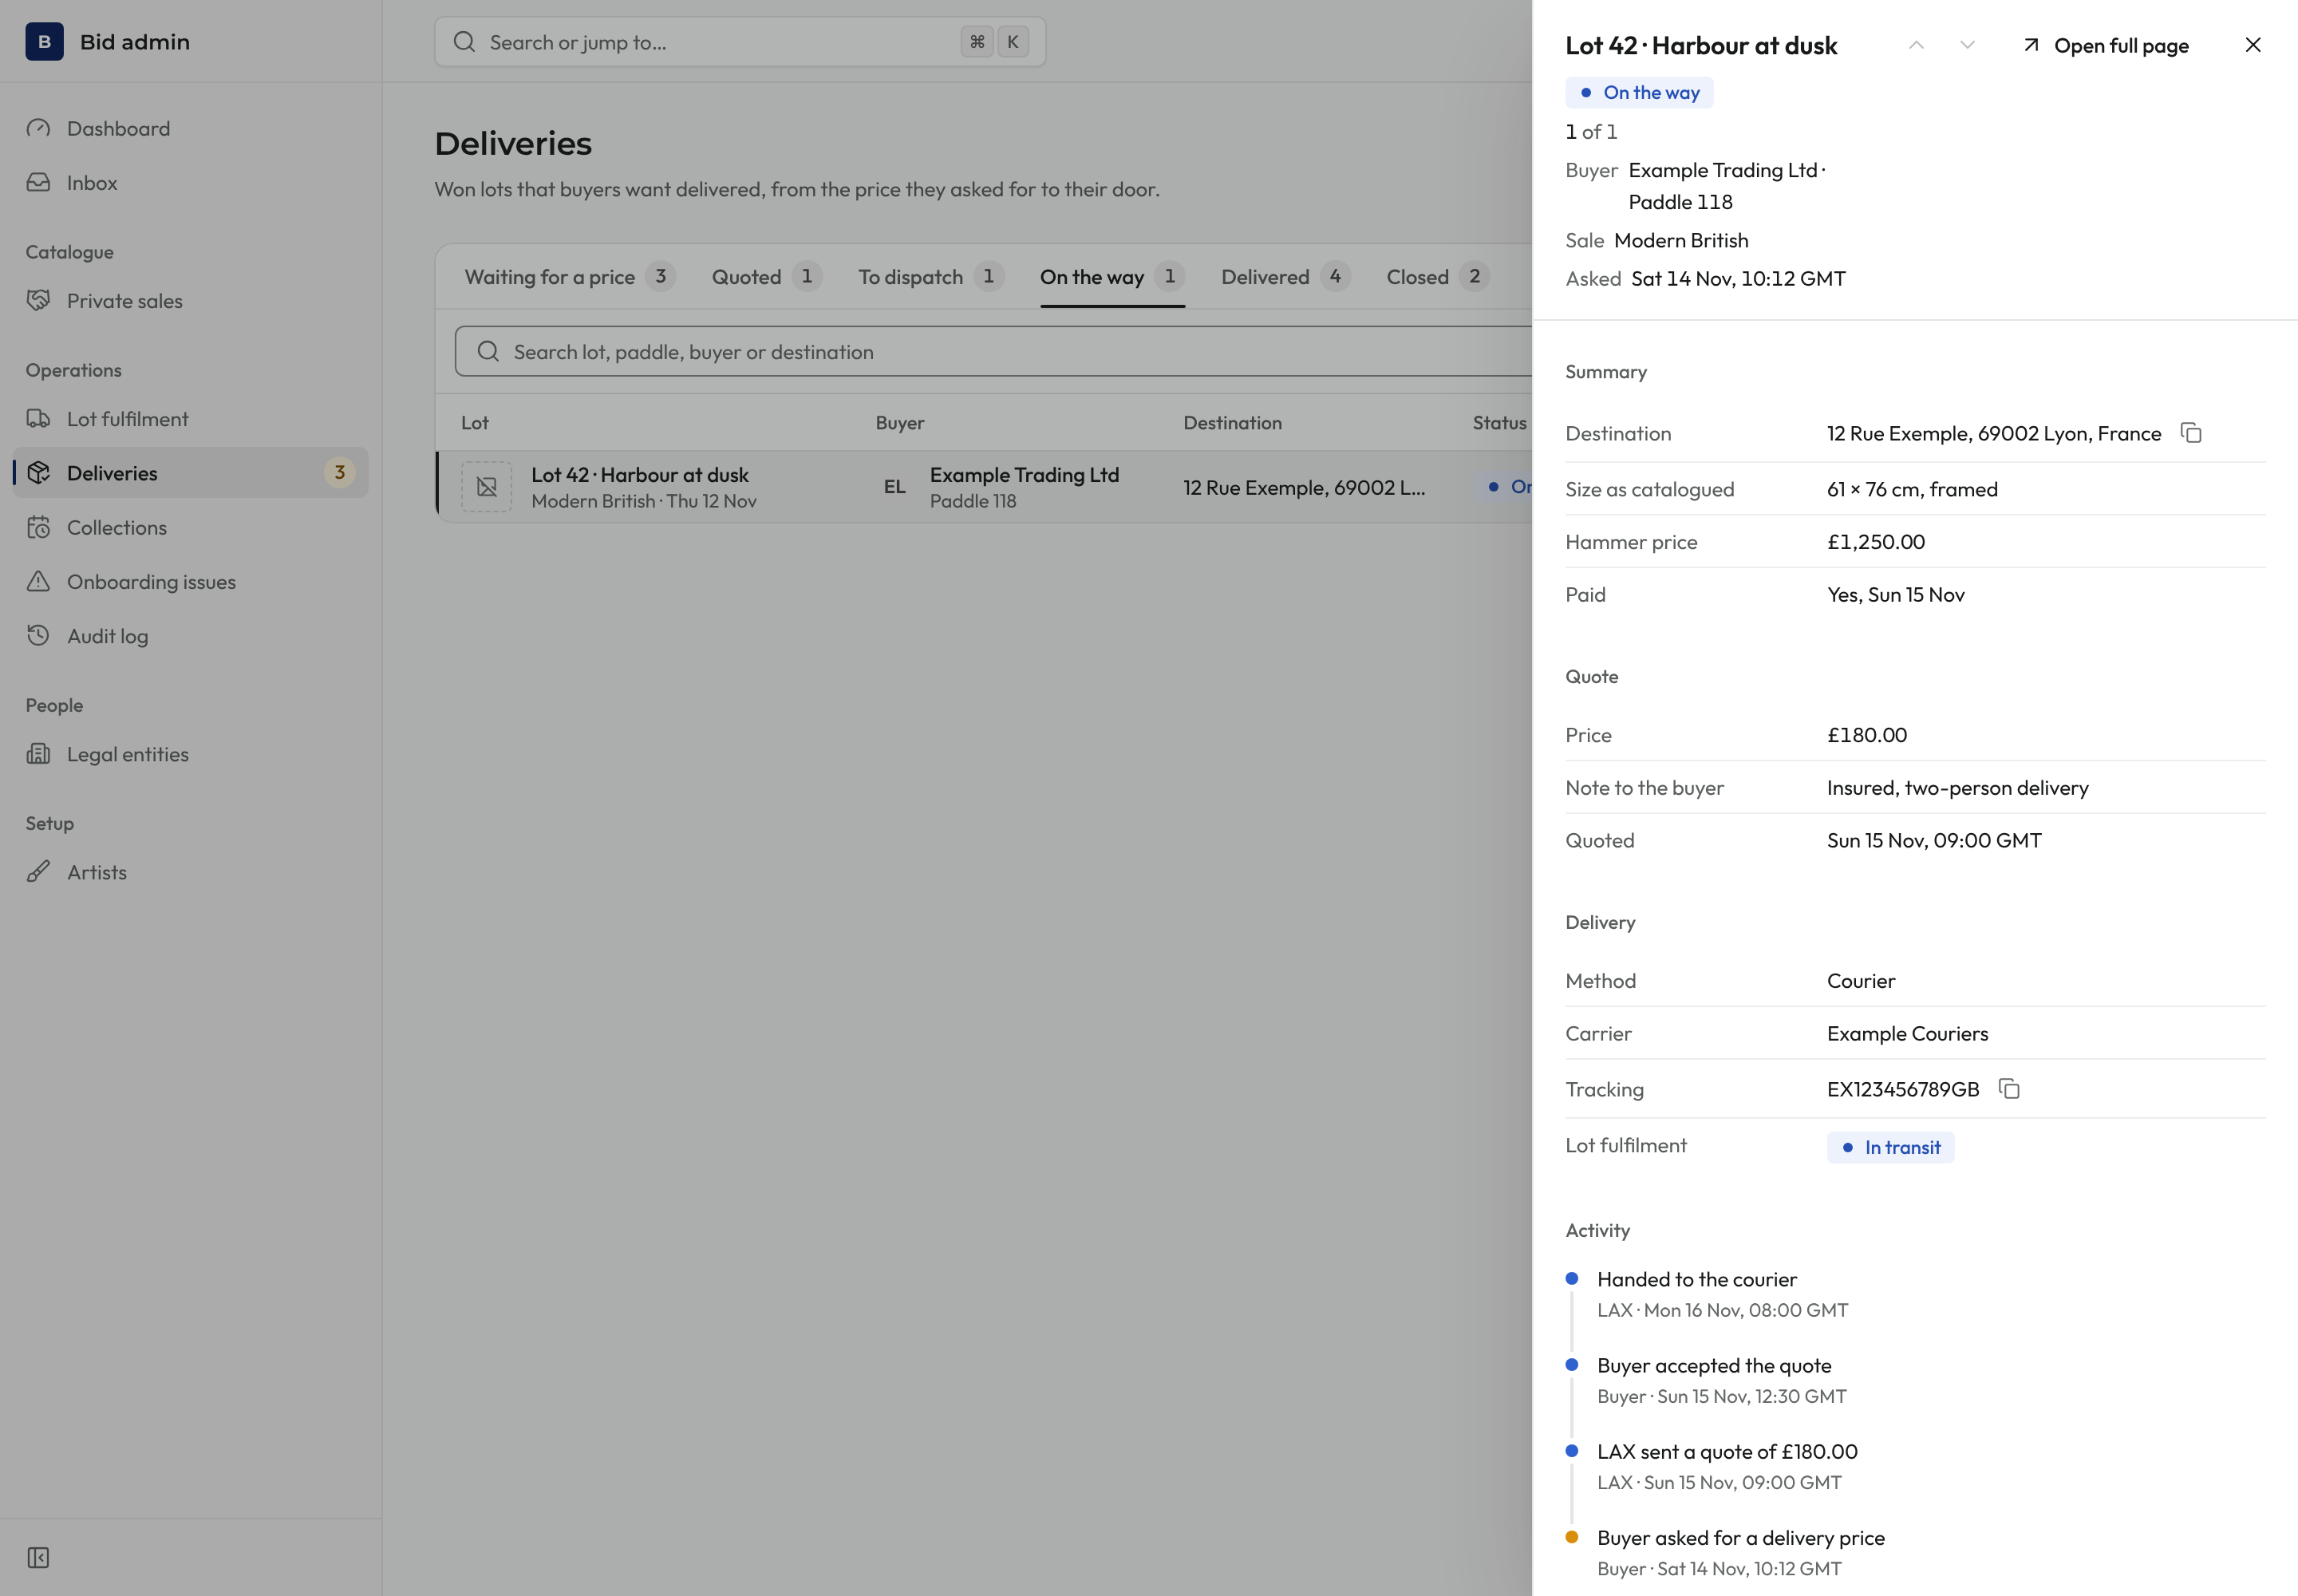 B Bid admin
Search or jump to... ⌘ K
Dashboard
Inbox
Catalogue
Private sales
Operations
Lot fulfilment
Deliveries 3
Collections
Onboarding issues
Audit log
People
Legal entities
Setup
Artists
Deliveries
Won lots that buyers want delivered, from the price they asked for to their door.
Waiting for a price 3 Quoted 1 To dispatch 1 On the way 1 Delivered 4 Closed 2
Search lot, paddle, buyer or destination
Lot Buyer Destination Status
Lot 42 · Harbour at dusk
Modern British · Thu 12 Nov
EL Example Trading Ltd
Paddle 118
12 Rue Exemple, 69002 L...
Lot 42 · Harbour at dusk
Open full page
On the way
1 of 1
Buyer Example Trading Ltd ·
Paddle 118
Sale Modern British
Asked Sat 14 Nov, 10:12 GMT
Summary
Destination 12 Rue Exemple, 69002 Lyon, France
Size as catalogued 61 × 76 cm, framed
Hammer price £1,250.00
Paid Yes, Sun 15 Nov
Quote
Price £180.00
Note to the buyer Insured, two-person delivery
Quoted Sun 15 Nov, 09:00 GMT
Delivery
Method Courier
Carrier Example Couriers
Tracking EX123456789GB
Lot fulfilment In transit
Activity
Handed to the courier
LAX · Mon 16 Nov, 08:00 GMT
Buyer accepted the quote
Buyer · Sun 15 Nov, 12:30 GMT
LAX sent a quote of £180.00
LAX · Sun 15 Nov, 09:00 GMT
Buyer asked for a delivery price
Buyer · Sat 14 Nov, 10:12 GMT